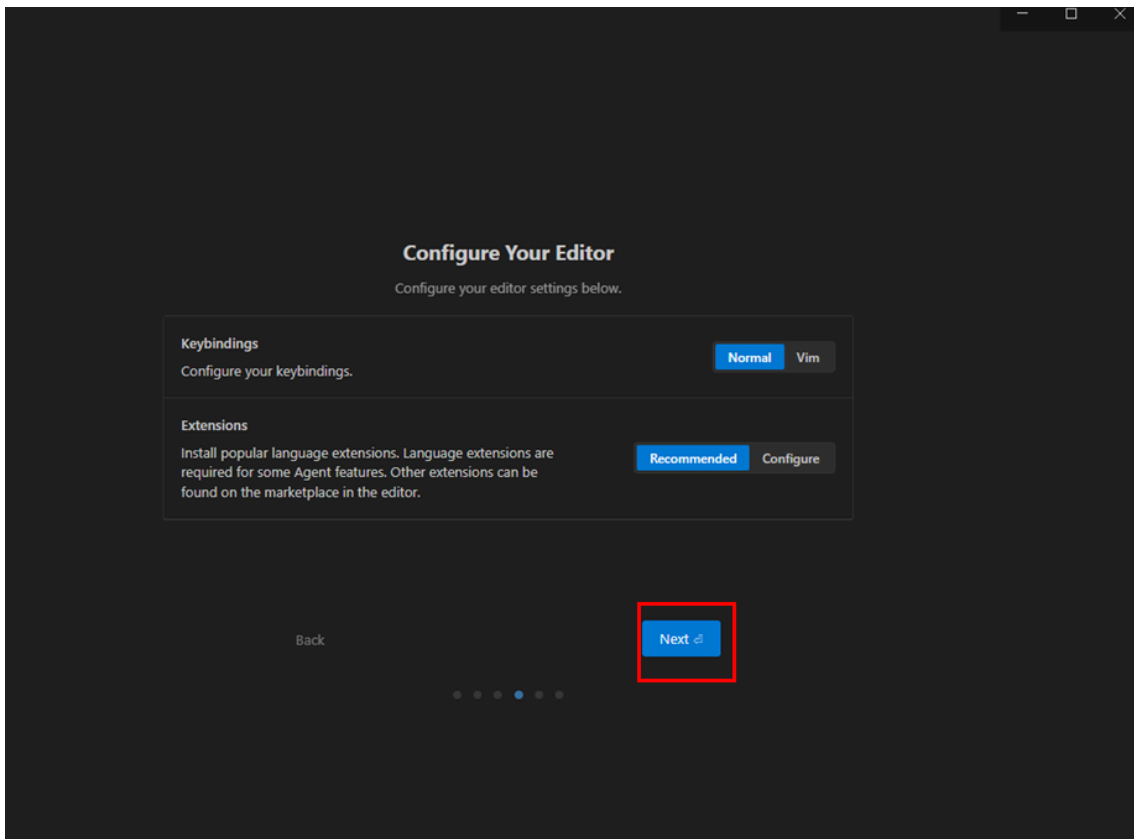 Configure Your Editor
Configure your editor settings below.
Keybindings
Configure your keybindings.
Normal Vim
Extensions
Install popular language extensions. Language extensions are
required for some Agent features. Other extensions can be
found on the marketplace in the editor.
Recommended Configure
Back
Next ⏎